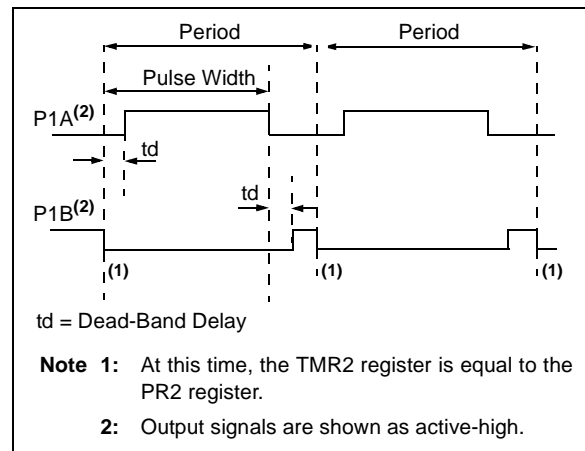 Period Period
Pulse Width
P1A(2)
td
td
P1B(2)
(1) (1) (1)
td = Dead-Band Delay
Note 1: At this time, the TMR2 register is equal to the
PR2 register.
2: Output signals are shown as active-high.